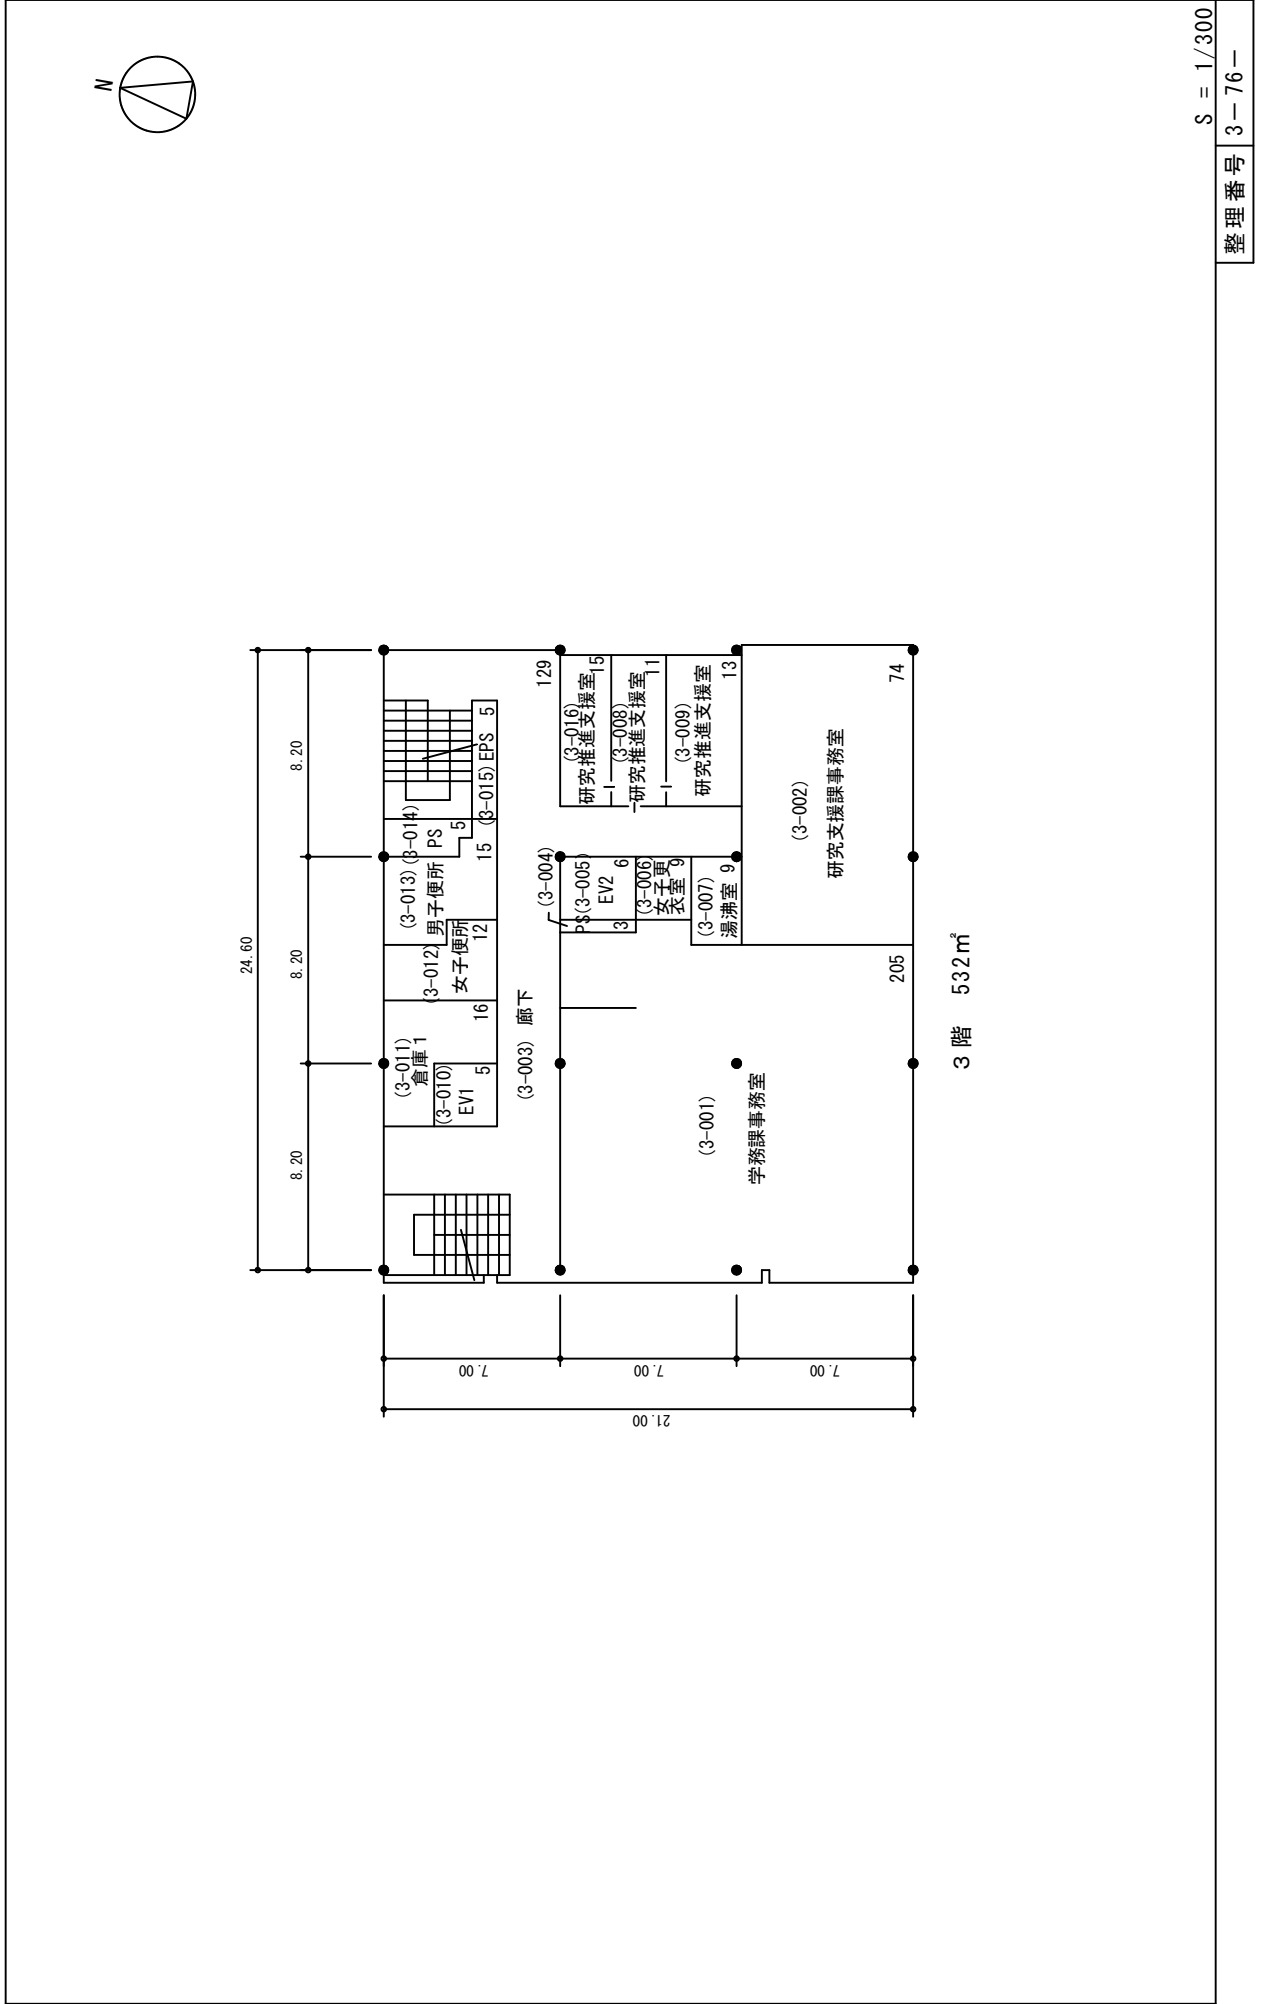 N
24.60
8.20
8.20
8.20
7.00
7.00
7.00
21.00
(3-011)
倉庫1
16
(3-010)
EV1
5
(3-012)
女子便所
12
(3-013)
男子便所
15
(3-014)
PS
5
(3-015)
EPS
5
(3-003) 廊下
129
(3-004)
PS
3
(3-005)
EV2
6
(3-006)
女子更
衣室
9
(3-007)
湯沸室
9
(3-016)
研究推進支援室
15
(3-008)
研究推進支援室
11
(3-009)
研究推進支援室
13
(3-001)
学務課事務室
205
(3-002)
研究支援課事務室
74
3階 532㎡
S = 1/300
整理番号 3−76−